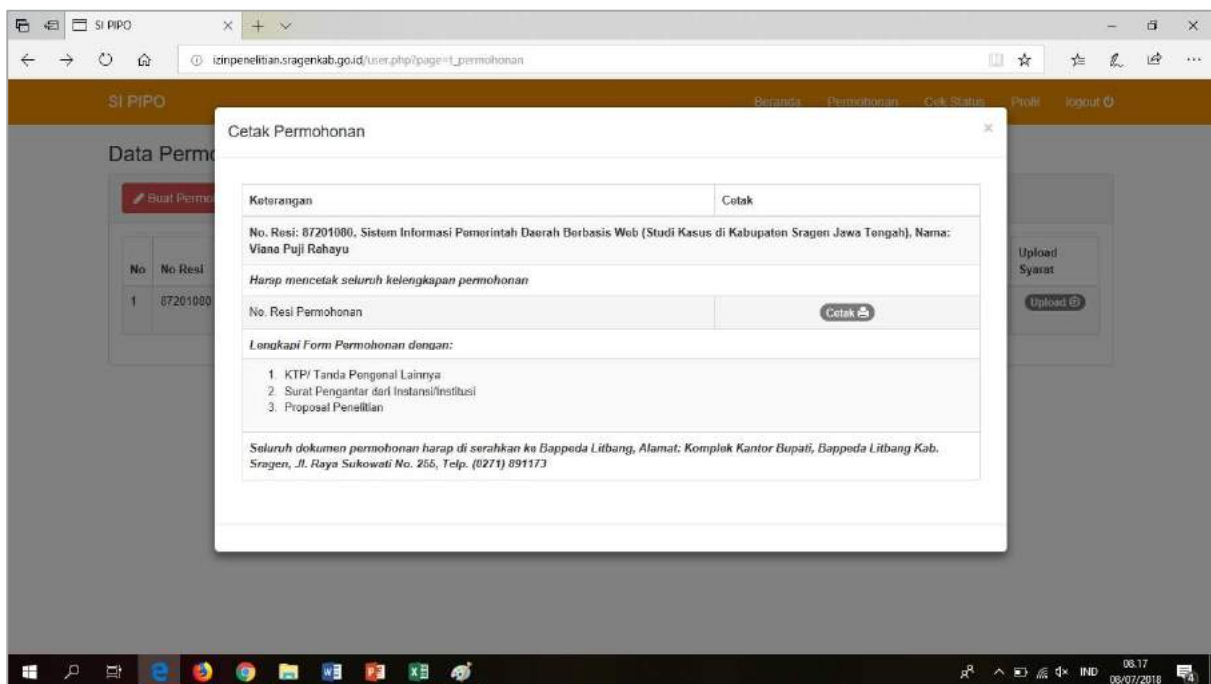 SI PIPO
izinpenelitian.sragenkab.go.id/user.php?page=t_permohonan
SI PIPO
Beranda Permohonan Cek Status Profil logout
Cetak Permohonan
×
Data Permo
Buat Permo
Keterangan Cetak
No. Resi: 87201080, Sistem Informasi Pemerintah Daerah Berbasis Web (Studi Kasus di Kabupaten Sragen Jawa Tengah), Nama:
Viana Puji Rahayu
Harap mencetak seluruh kelengkapan permohonan
No. Resi Permohonan Cetak
Lengkapi Form Permohonan dengan:
1. KTP/ Tanda Pengenal Lainnya
2. Surat Pengantar dari Instansi/Institusi
3. Proposal Penelitian
Seluruh dokumen permohonan harap di serahkan ke Bappeda Litbang, Alamat: Komplek Kantor Bupati, Bappeda Litbang Kab.
Sragen, Jl. Raya Sukowati No. 255, Telp. (0271) 891173
No No Resi
Upload
Syarat
1 87201080
Upload
IND
08.17
08/07/2018
4